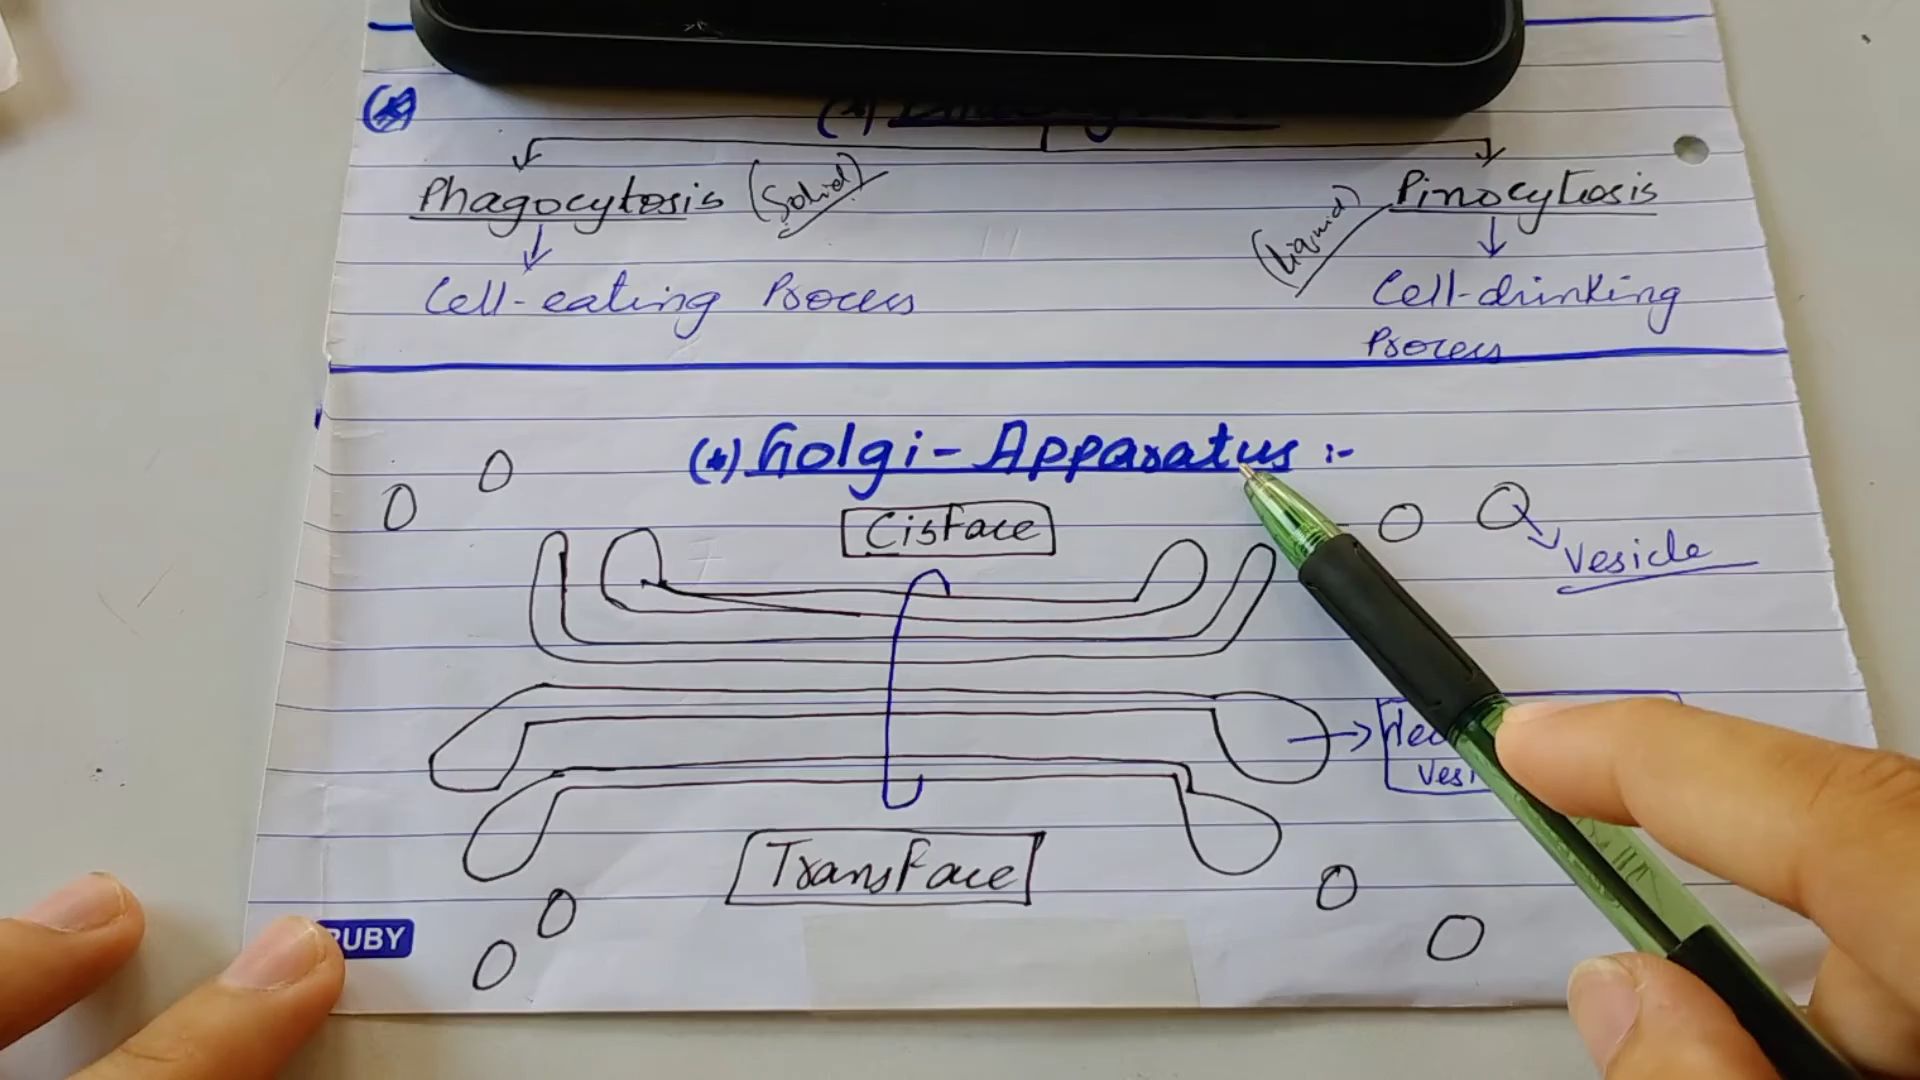 Phagocytosis (Solid)
(Liquid) Pinocytosis
Cell-eating Process
Cell-drinking
Process
(*) Golgi-Apparatus :-
CisFace
Vesicle
TransFace
RUBY